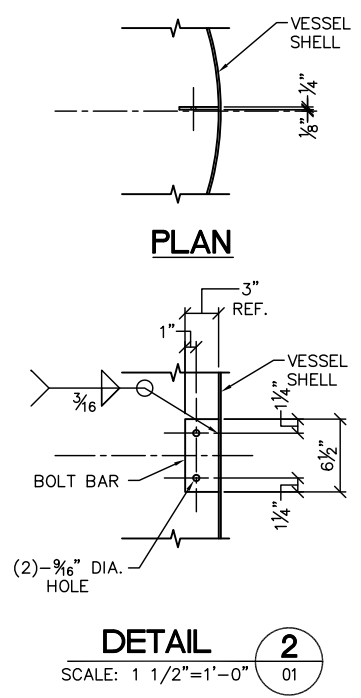 VESSEL
SHELL
1/4"
1/8"
PLAN
3"
REF.
1"
VESSEL
SHELL
3/16
1 1/4"
6 1/2"
BOLT BAR
1 1/4"
(2)-9/16" DIA.
HOLE
DETAIL 2
SCALE: 1 1/2"=1'-0" 01